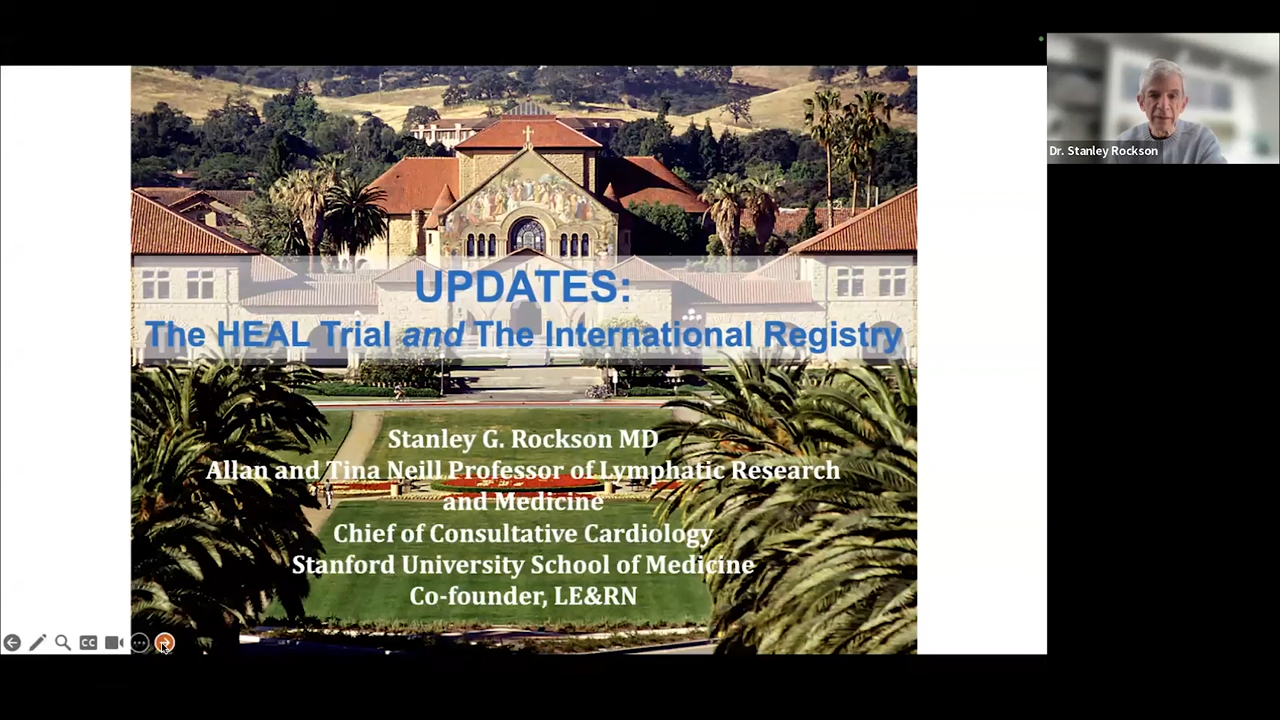 Dr. Stanley Rockson
UPDATES:
The HEAL Trial and The International Registry
Stanley G. Rockson MD
Allan and Tina Neill Professor of Lymphatic Research
and Medicine
Chief of Consultative Cardiology
Stanford University School of Medicine
Co-founder, LE&RN
CC